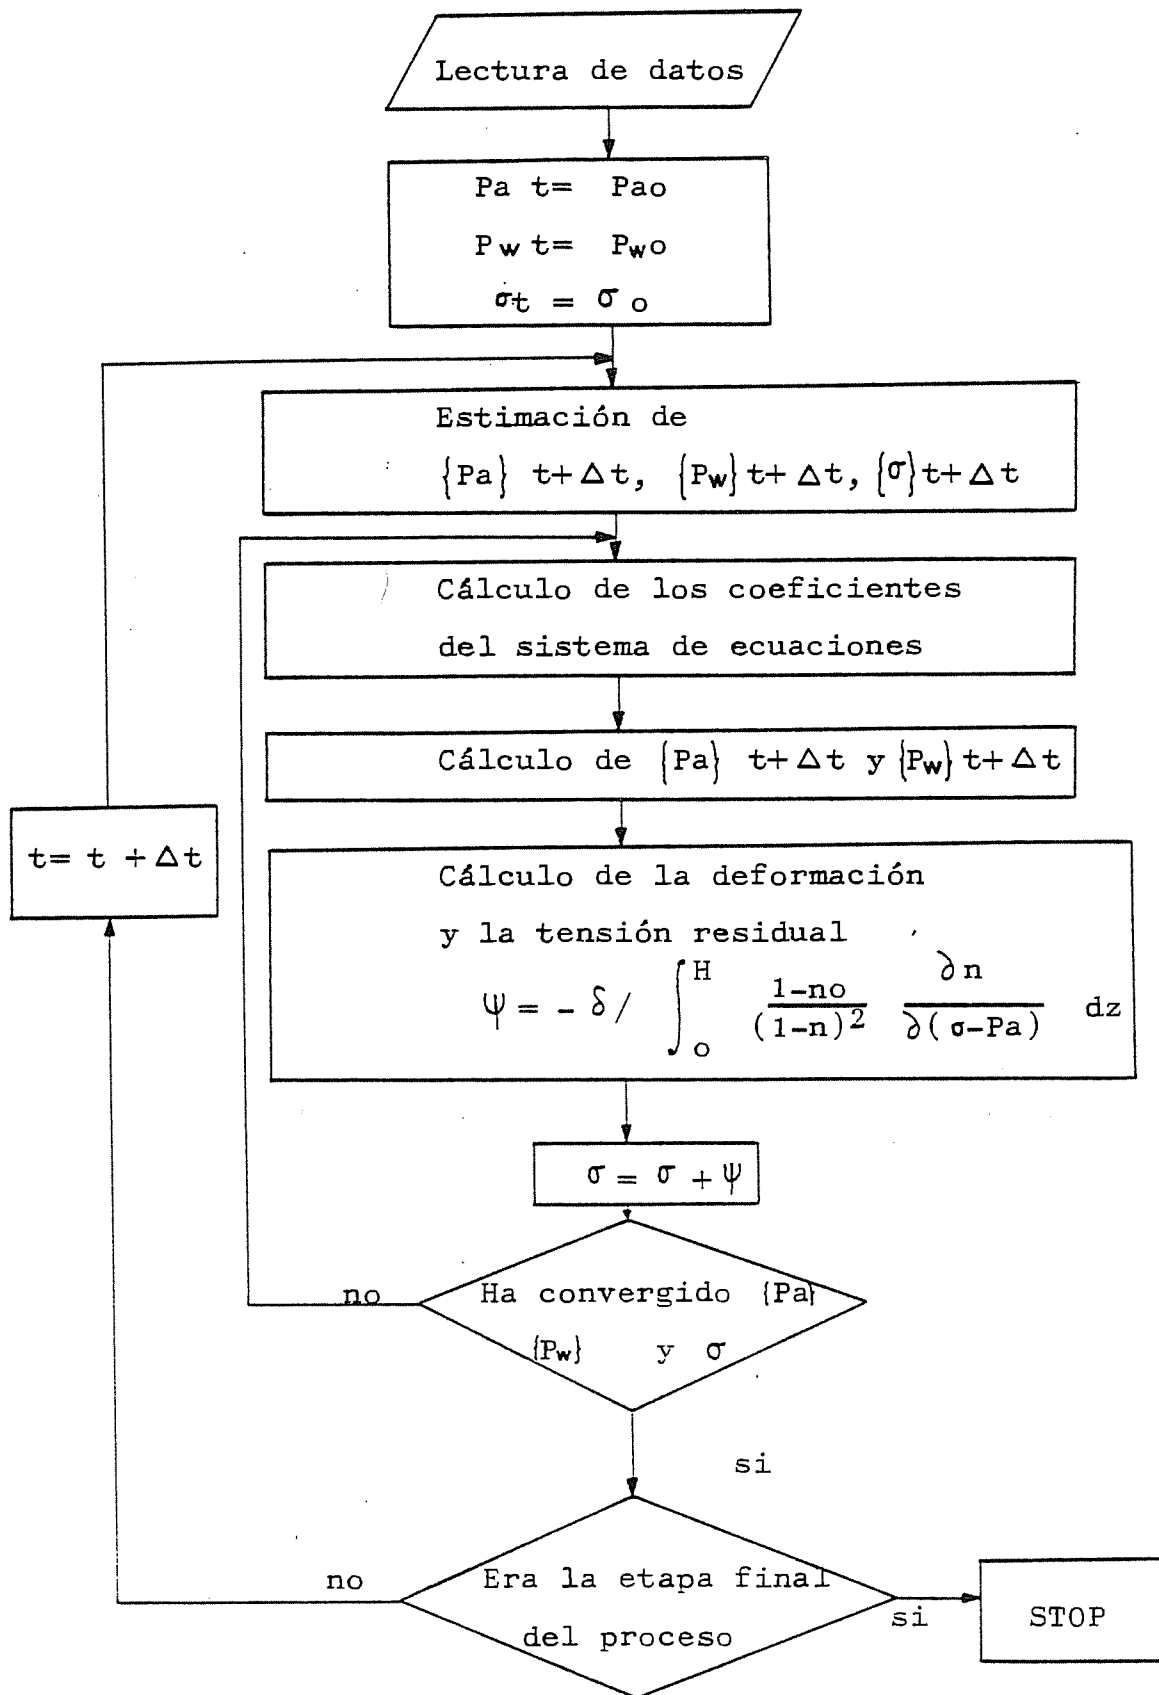 Lectura de datos
Pa t= Pao
Pw t= Pwo
σt = σo
Estimación de
{Pa} t+Δt, {Pw}t+Δt, {σ}t+Δt
Cálculo de los coeficientes
del sistema de ecuaciones
Cálculo de {Pa} t+Δt y {Pw}t+Δt
t= t +Δt
Cálculo de la deformación
y la tensión residual
Ψ = - δ / ∫_o^H (1-no)/(1-n)² ∂n/∂(σ-Pa) dz
σ = σ + Ψ
no
Ha convergido {Pa}
{Pw} y σ
si
no
Era la etapa final
del proceso
si
STOP